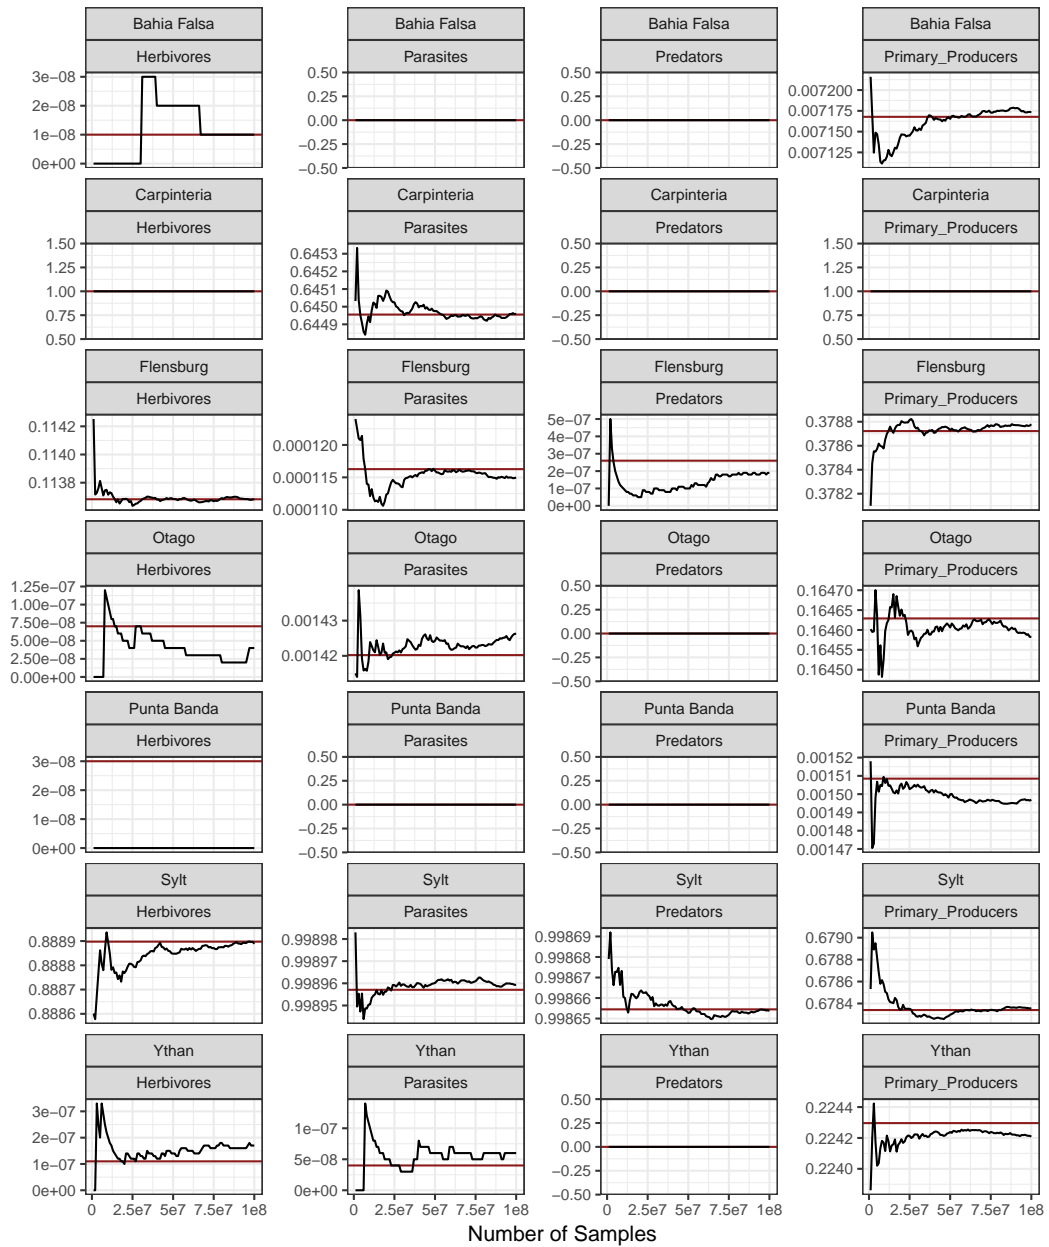 Bahia Falsa Bahia Falsa Bahia Falsa Bahia Falsa
Herbivores Parasites Predators Primary_Producers
3e−08
2e−08
1e−08
0e+00
0.50
0.25
0.00
−0.25
−0.50
0.50
0.25
0.00
−0.25
−0.50
0.007200
0.007175
0.007150
0.007125
Carpinteria Carpinteria Carpinteria Carpinteria
Herbivores Parasites Predators Primary_Producers
1.50
1.25
1.00
0.75
0.50
0.6453
0.6452
0.6451
0.6450
0.6449
0.50
0.25
0.00
−0.25
−0.50
1.50
1.25
1.00
0.75
0.50
Flensburg Flensburg Flensburg Flensburg
Herbivores Parasites Predators Primary_Producers
0.1142
0.1140
0.1138
0.000120
0.000115
0.000110
5e−07
4e−07
3e−07
2e−07
1e−07
0e+00
0.3788
0.3786
0.3784
0.3782
Otago Otago Otago Otago
Herbivores Parasites Predators Primary_Producers
1.25e−07
1.00e−07
7.50e−08
5.00e−08
2.50e−08
0.00e+00
0.00143
0.00142
0.50
0.25
0.00
−0.25
−0.50
0.16470
0.16465
0.16460
0.16455
0.16450
Punta Banda Punta Banda Punta Banda Punta Banda
Herbivores Parasites Predators Primary_Producers
3e−08
2e−08
1e−08
0e+00
0.50
0.25
0.00
−0.25
−0.50
0.50
0.25
0.00
−0.25
−0.50
0.00152
0.00151
0.00150
0.00149
0.00148
0.00147
Sylt Sylt Sylt Sylt
Herbivores Parasites Predators Primary_Producers
0.8889
0.8888
0.8887
0.8886
0.99898
0.99897
0.99896
0.99895
0.99869
0.99868
0.99867
0.99866
0.99865
0.6790
0.6788
0.6786
0.6784
Ythan Ythan Ythan Ythan
Herbivores Parasites Predators Primary_Producers
3e−07
2e−07
1e−07
0e+00
1e−07
5e−08
0e+00
0.50
0.25
0.00
−0.25
−0.50
0.2244
0.2242
0.2240
0 2.5e7 5e7 7.5e7 1e8 0 2.5e7 5e7 7.5e7 1e8 0 2.5e7 5e7 7.5e7 1e8 0 2.5e7 5e7 7.5e7 1e8
Number of Samples